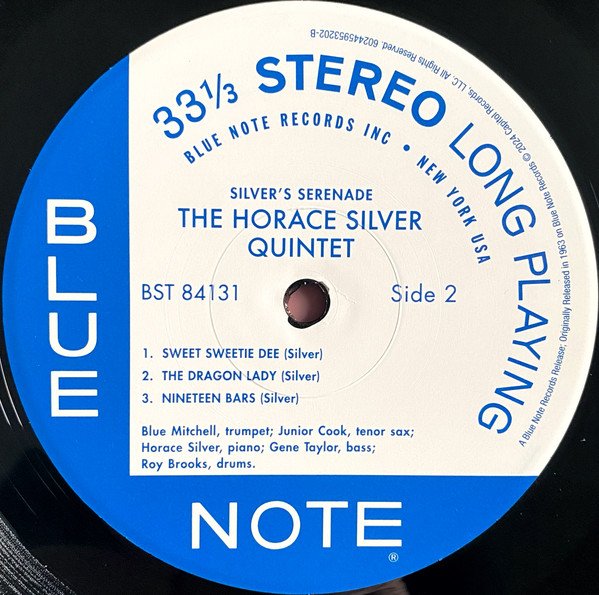 33⅓ STEREO LONG PLAYING
BLUE NOTE RECORDS INC • NEW YORK USA
SILVER'S SERENADE
THE HORACE SILVER
QUINTET
BST 84131
Side 2
1. SWEET SWEETIE DEE (Silver)
2. THE DRAGON LADY (Silver)
3. NINETEEN BARS (Silver)
Blue Mitchell, trumpet; Junior Cook, tenor sax;
Horace Silver, piano; Gene Taylor, bass;
Roy Brooks, drums.
BLUE
NOTE®
A Blue Note Records Release; Originally Released in 1963 on Blue Note Records © 2024 Capitol Records, LLC. All Rights Reserved. 602445953202-B